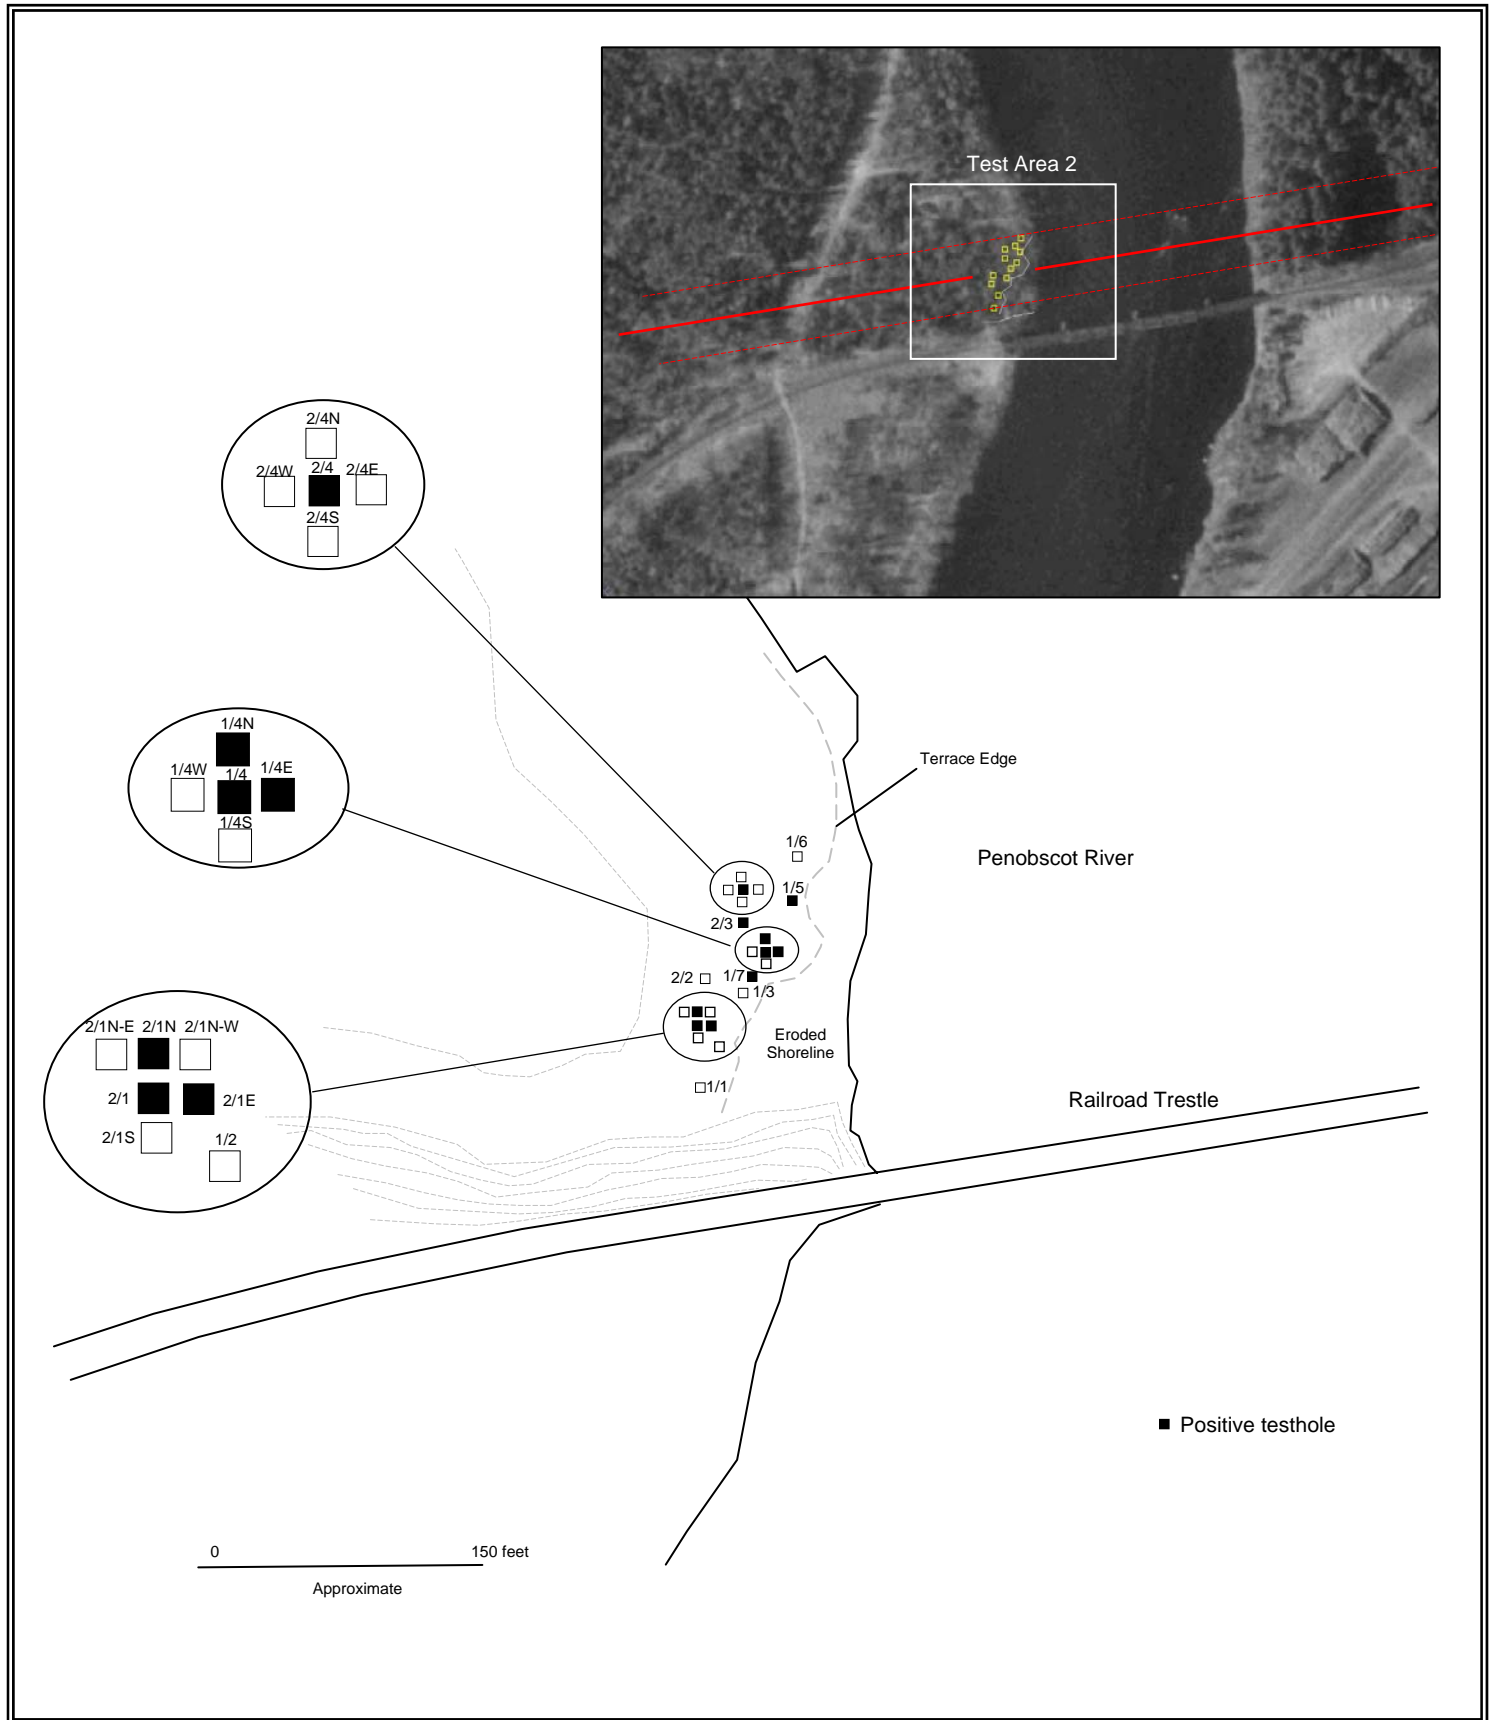 Test Area 2
2/4N
2/4W 2/4 2/4E
2/4S
1/4N
1/4W 1/4 1/4E
1/4S
Terrace Edge
1/6
Penobscot River
1/5
2/3
2/2 1/7
1/3
2/1N-E 2/1N 2/1N-W
Eroded
Shoreline
2/1 2/1E
1/1
Railroad Trestle
2/1S 1/2
Positive testhole
0 150 feet
Approximate